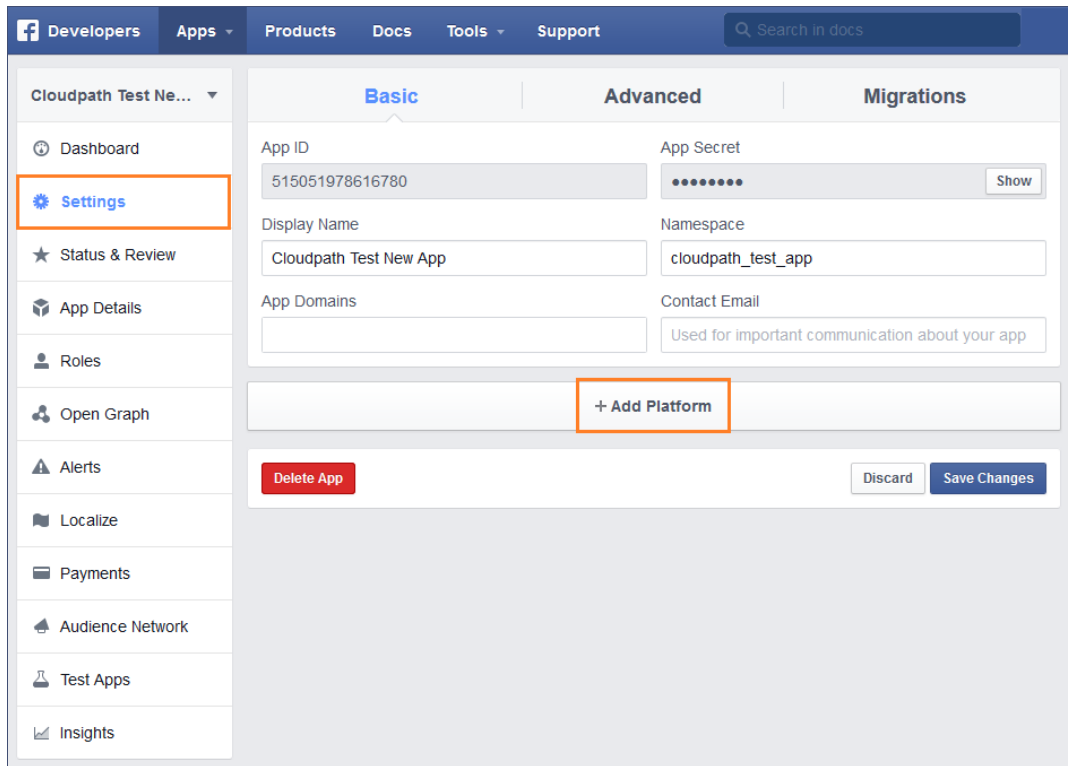 Developers Apps Products Docs Tools Support Search in docs
Cloudpath Test Ne...
Dashboard
Settings
Status & Review
App Details
Roles
Open Graph
Alerts
Localize
Payments
Audience Network
Test Apps
Insights
Basic Advanced Migrations
App ID App Secret
515051978616780 •••••••• Show
Display Name Namespace
Cloudpath Test New App cloudpath_test_app
App Domains Contact Email
Used for important communication about your app
+ Add Platform
Delete App Discard Save Changes